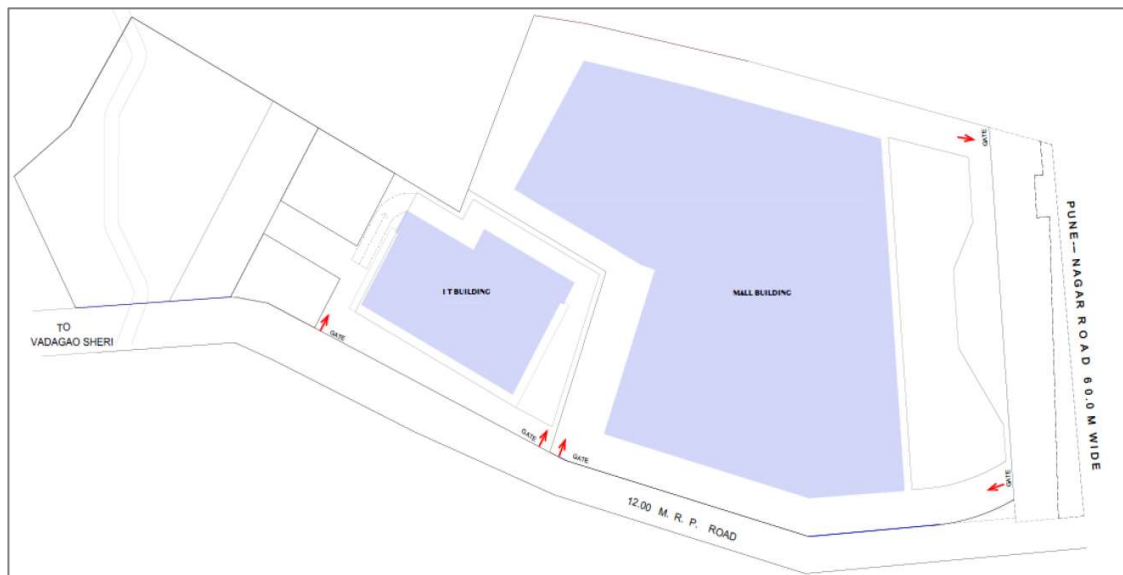 GATE
PUNE-- NAGAR ROAD 60.0 M WIDE
MALL BUILDING
I T BUILDING
TO
VADAGAO SHERI
GATE
GATE
GATE
GATE
12.00 M. R. P. ROAD